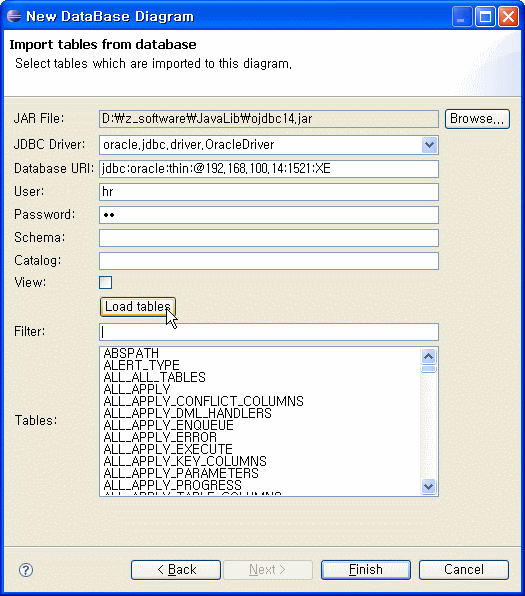 New DataBase Diagram
Import tables from database
Select tables which are imported to this diagram.
JAR File: D:₩z_software₩JavaLib₩ojdbc14.jar Browse...
JDBC Driver: oracle.jdbc.driver.OracleDriver
Database URI: jdbc:oracle:thin:@192.168.100.14:1521:XE
User: hr
Password: ●●
Schema:
Catalog:
View:
Load tables
Filter:
Tables:
ABSPATH
ALERT_TYPE
ALL_ALL_TABLES
ALL_APPLY
ALL_APPLY_CONFLICT_COLUMNS
ALL_APPLY_DML_HANDLERS
ALL_APPLY_ENQUEUE
ALL_APPLY_ERROR
ALL_APPLY_EXECUTE
ALL_APPLY_KEY_COLUMNS
ALL_APPLY_PARAMETERS
ALL_APPLY_PROGRESS
ALL_APPLY_TABLE_COLUMNS
? < Back Next > Finish Cancel